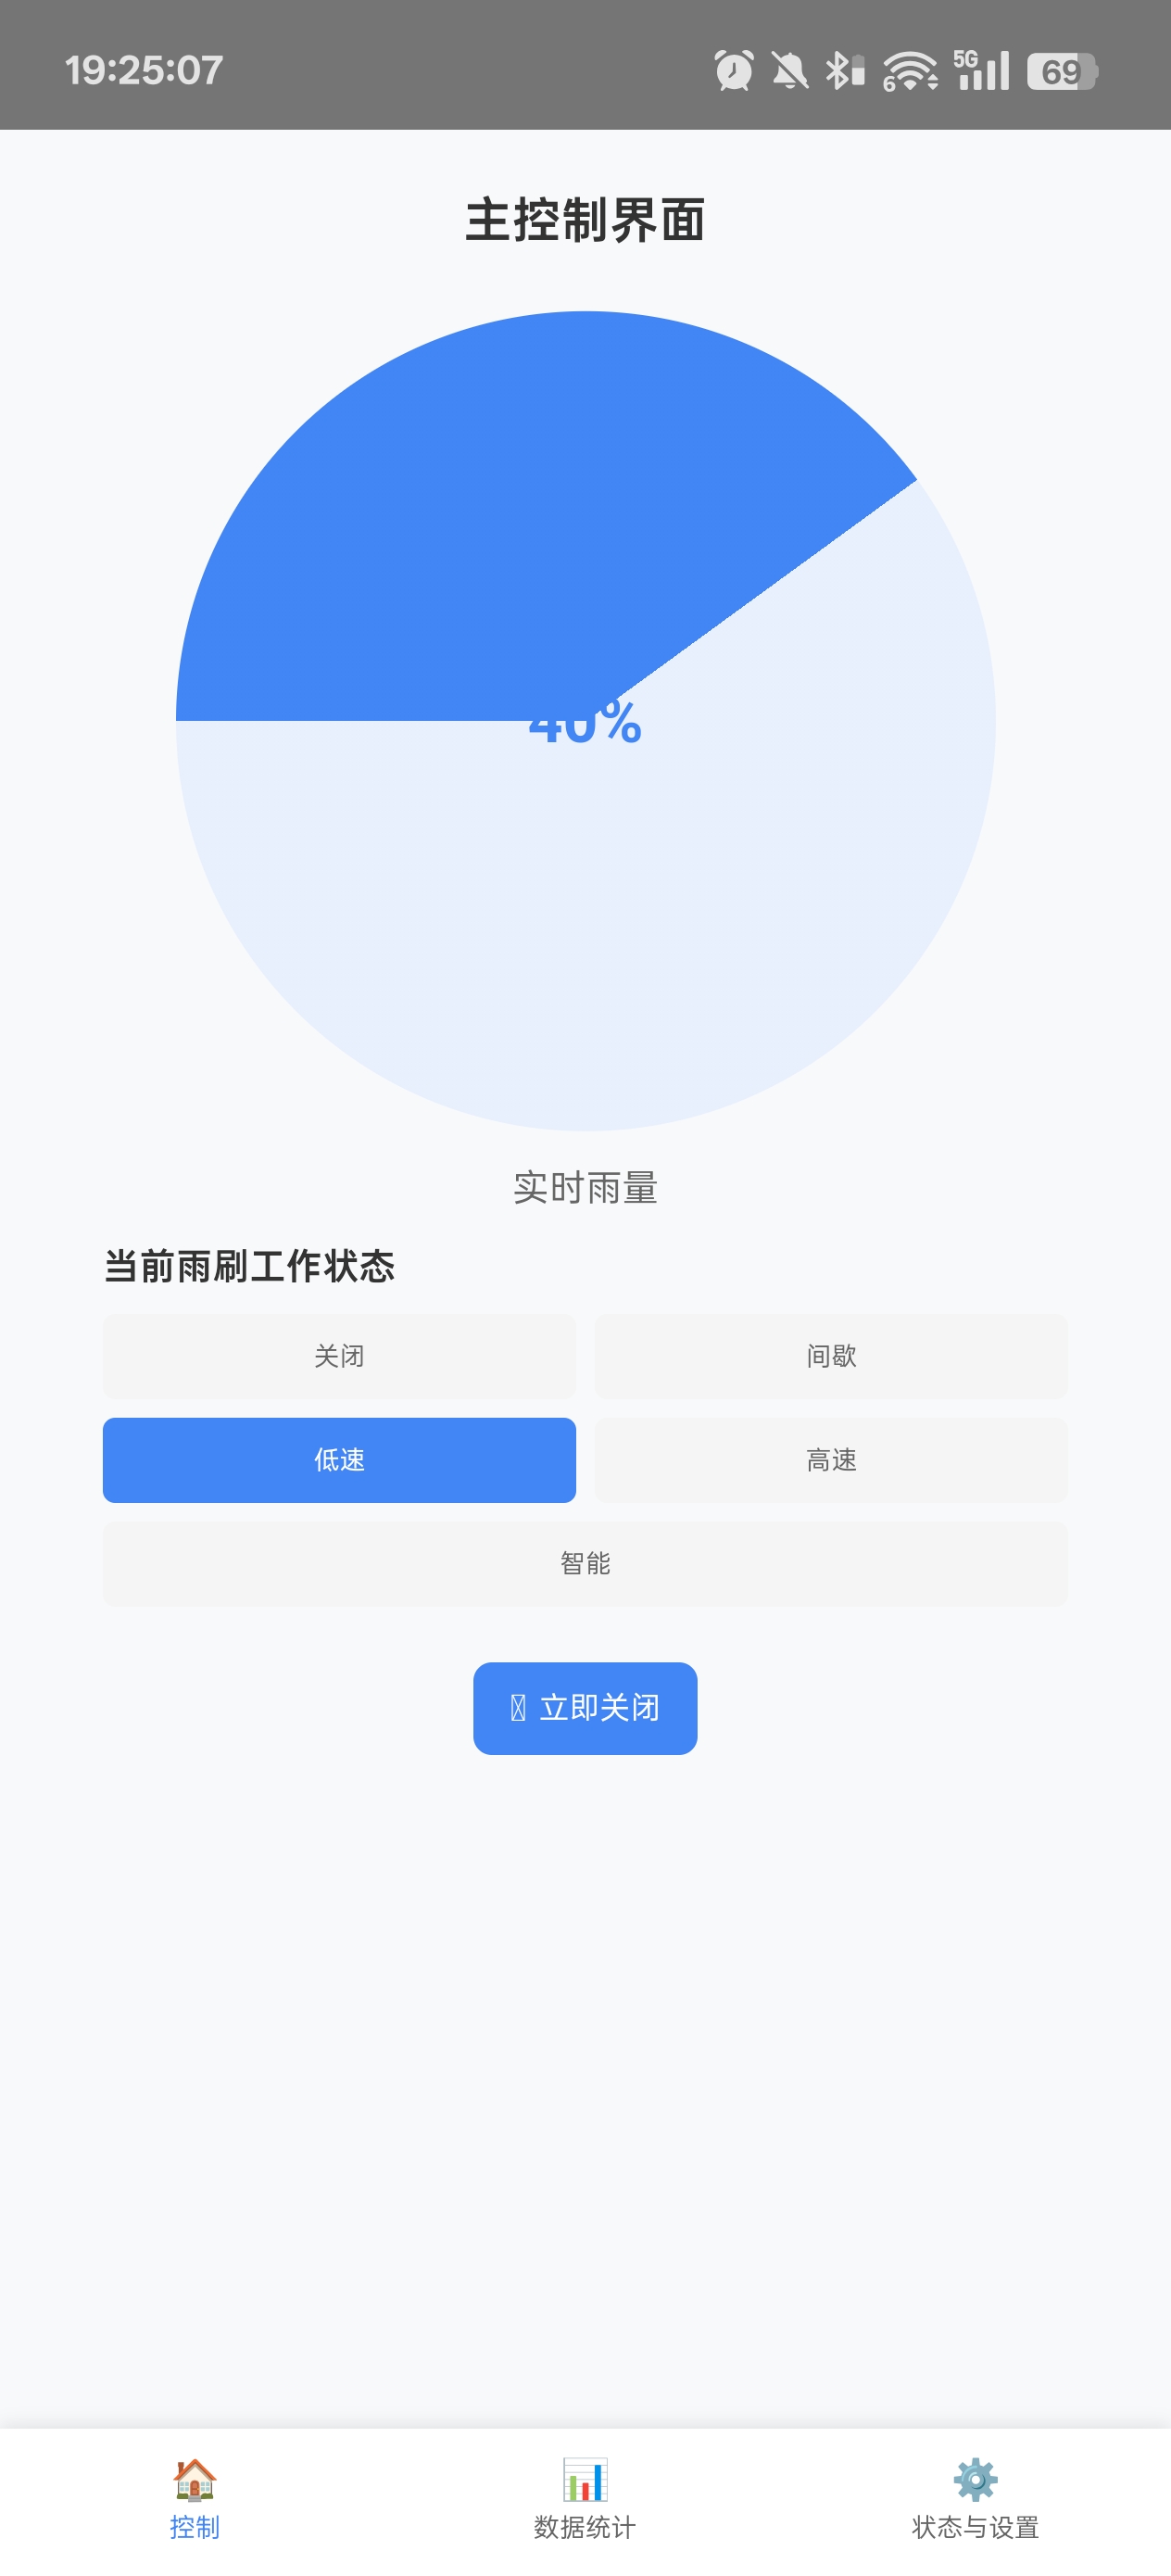 19:25:07
6 5G 69
主控制界面
40%
实时雨量
当前雨刷工作状态
关闭 间歇
低速 高速
智能
立即关闭
控制 数据统计 状态与设置